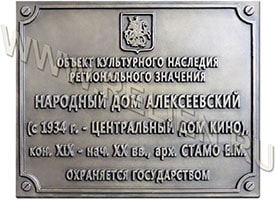 ОБЪЕКТ КУЛЬТУРНОГО НАСЛЕДИЯ
РЕГИОНАЛЬНОГО ЗНАЧЕНИЯ
НАРОДНЫЙ ДОМ АЛЕКСЕЕВСКИЙ
(с 1934 г. - ЦЕНТРАЛЬНЫЙ ДОМ КИНО),
кон. XIX - нач. XX вв., арх. СТАМО Е.М.
ОХРАНЯЕТСЯ ГОСУДАРСТВОМ